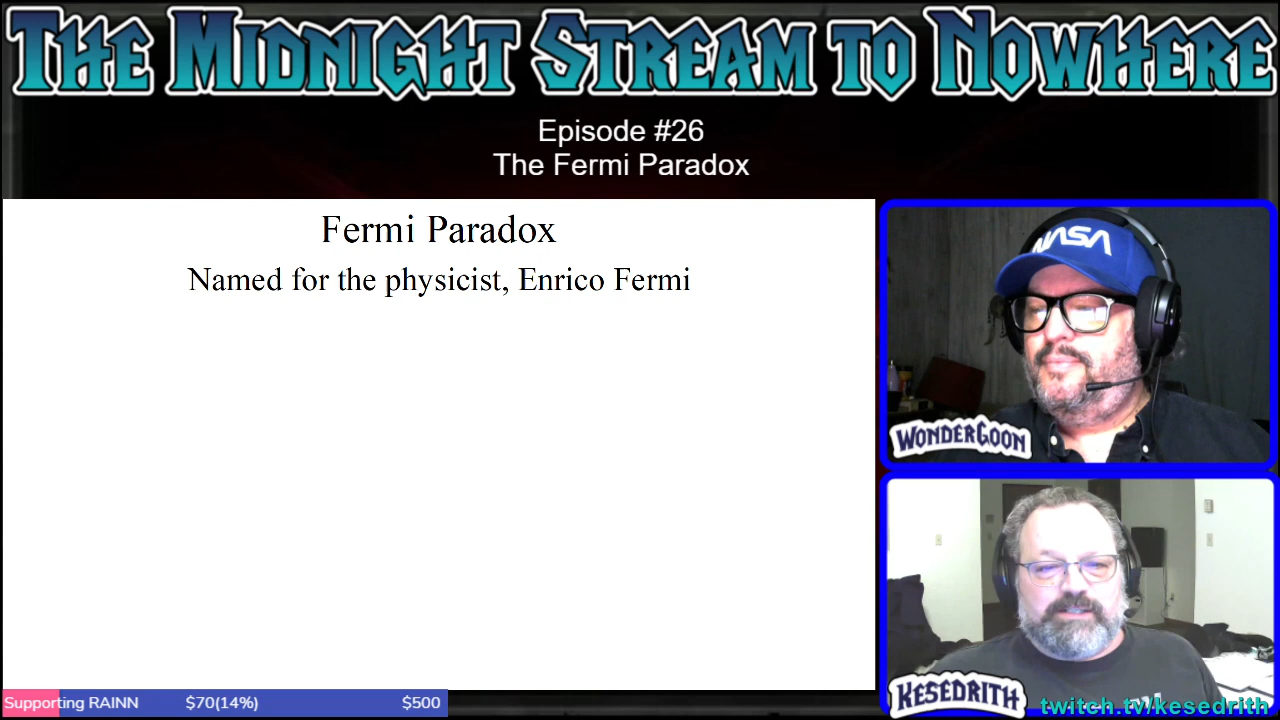 The Midnight Stream to Nowhere
Episode #26
The Fermi Paradox
Fermi Paradox
Named for the physicist, Enrico Fermi
NASA
WonderGoon
Kesedrith
twitch.tv/kesedrith
Supporting RAINN $70(14%) $500